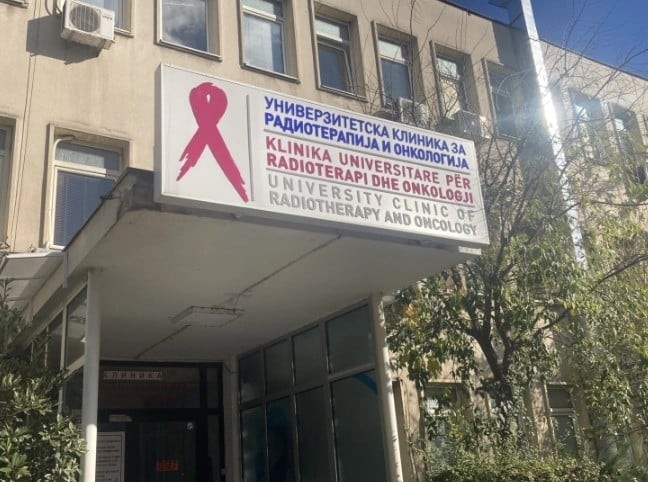 УНИВЕРЗИТЕТСКА КЛИНИКА ЗА
РАДИОТЕРАПИЈА И ОНКОЛОГИЈА
KLINIKA UNIVERSITARE PËR
RADIOTERAPI DHE ONKOLOGJI
UNIVERSITY CLINIC OF
RADIOTHERAPY AND ONCOLOGY
КЛИНИКА